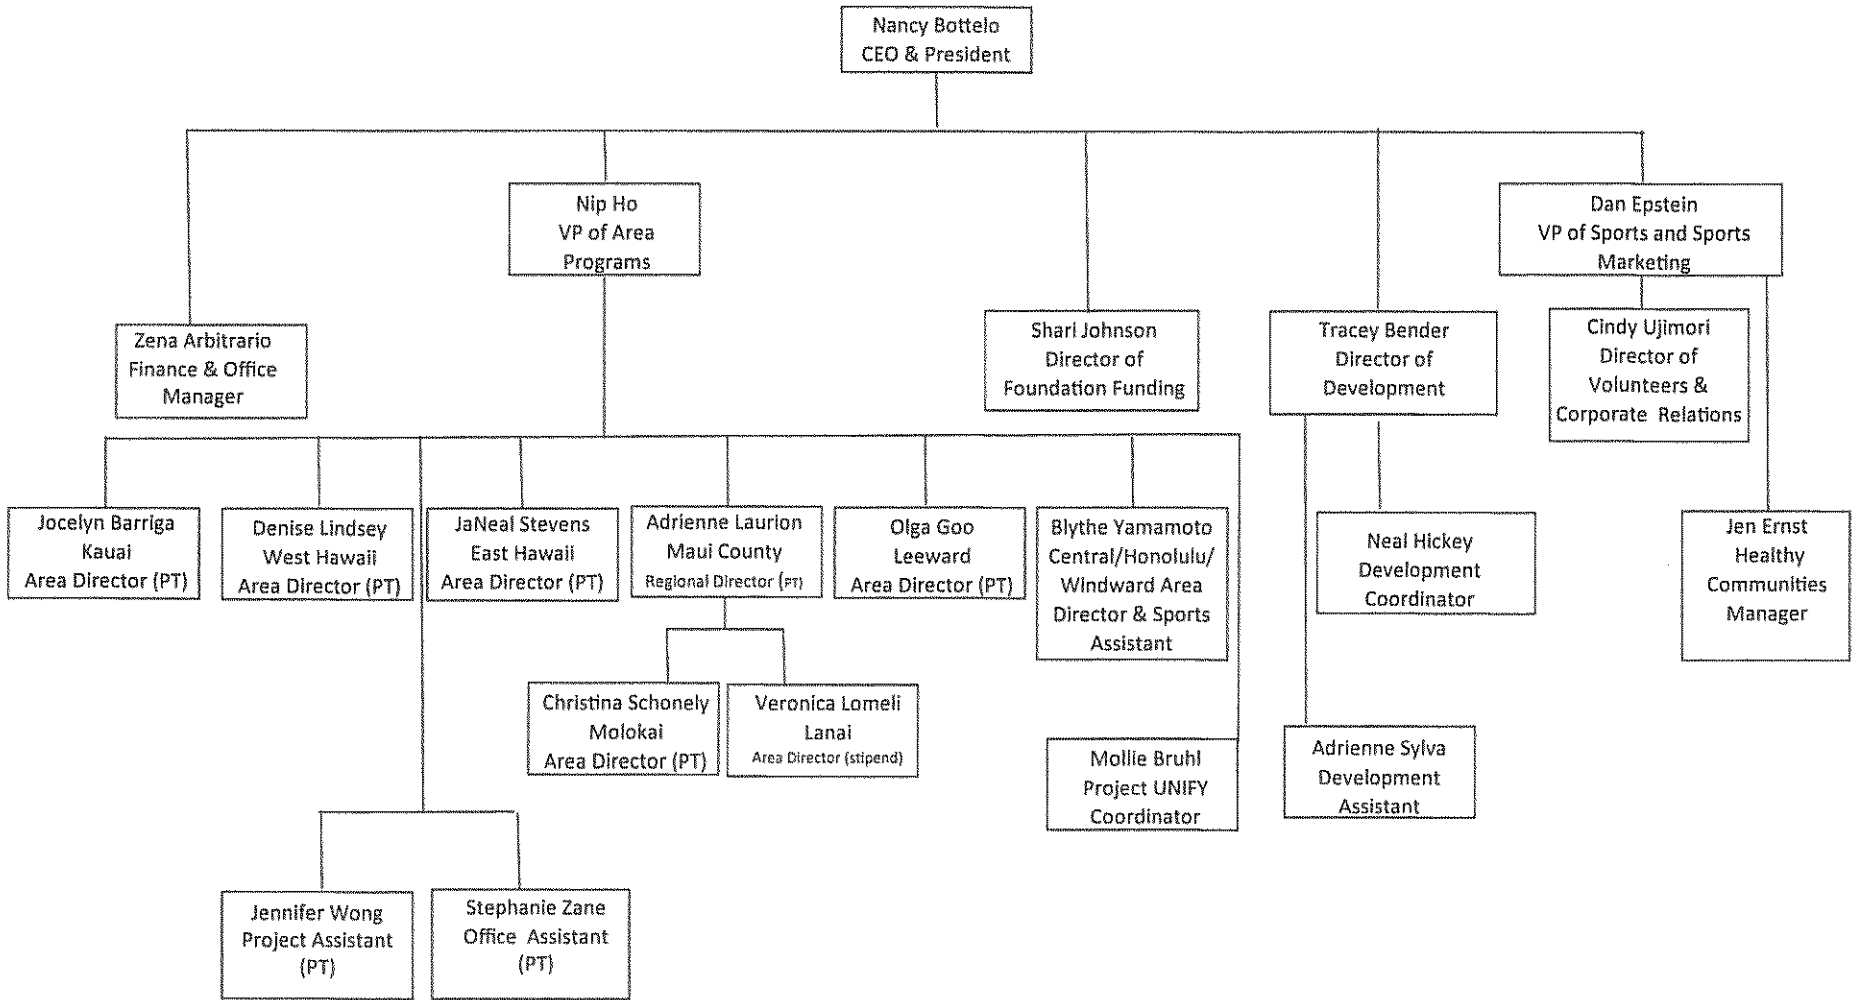 Nancy Bottelo
CEO & President
Nip Ho
VP of Area
Programs
Dan Epstein
VP of Sports and Sports
Marketing
Zena Arbitrario
Finance & Office
Manager
Sharl Johnson
Director of
Foundation Funding
Tracey Bender
Director of
Development
Cindy Ujimori
Director of
Volunteers &
Corporate Relations
Jocelyn Barriga
Kauai
Area Director (PT)
Denise Lindsey
West Hawaii
Area Director (PT)
JaNeal Stevens
East Hawaii
Area Director (PT)
Adrienne Laurion
Maui County
Regional Director (PT)
Olga Goo
Leeward
Area Director (PT)
Blythe Yamamoto
Central/Honolulu/
Windward Area
Director & Sports
Assistant
Neal Hickey
Development
Coordinator
Jen Ernst
Healthy
Communities
Manager
Christina Schonely
Molokai
Area Director (PT)
Veronica Lomeli
Lanai
Area Director (stipend)
Mollie Bruhl
Project UNIFY
Coordinator
Adrienne Sylva
Development
Assistant
Jennifer Wong
Project Assistant
(PT)
Stephanie Zane
Office Assistant
(PT)